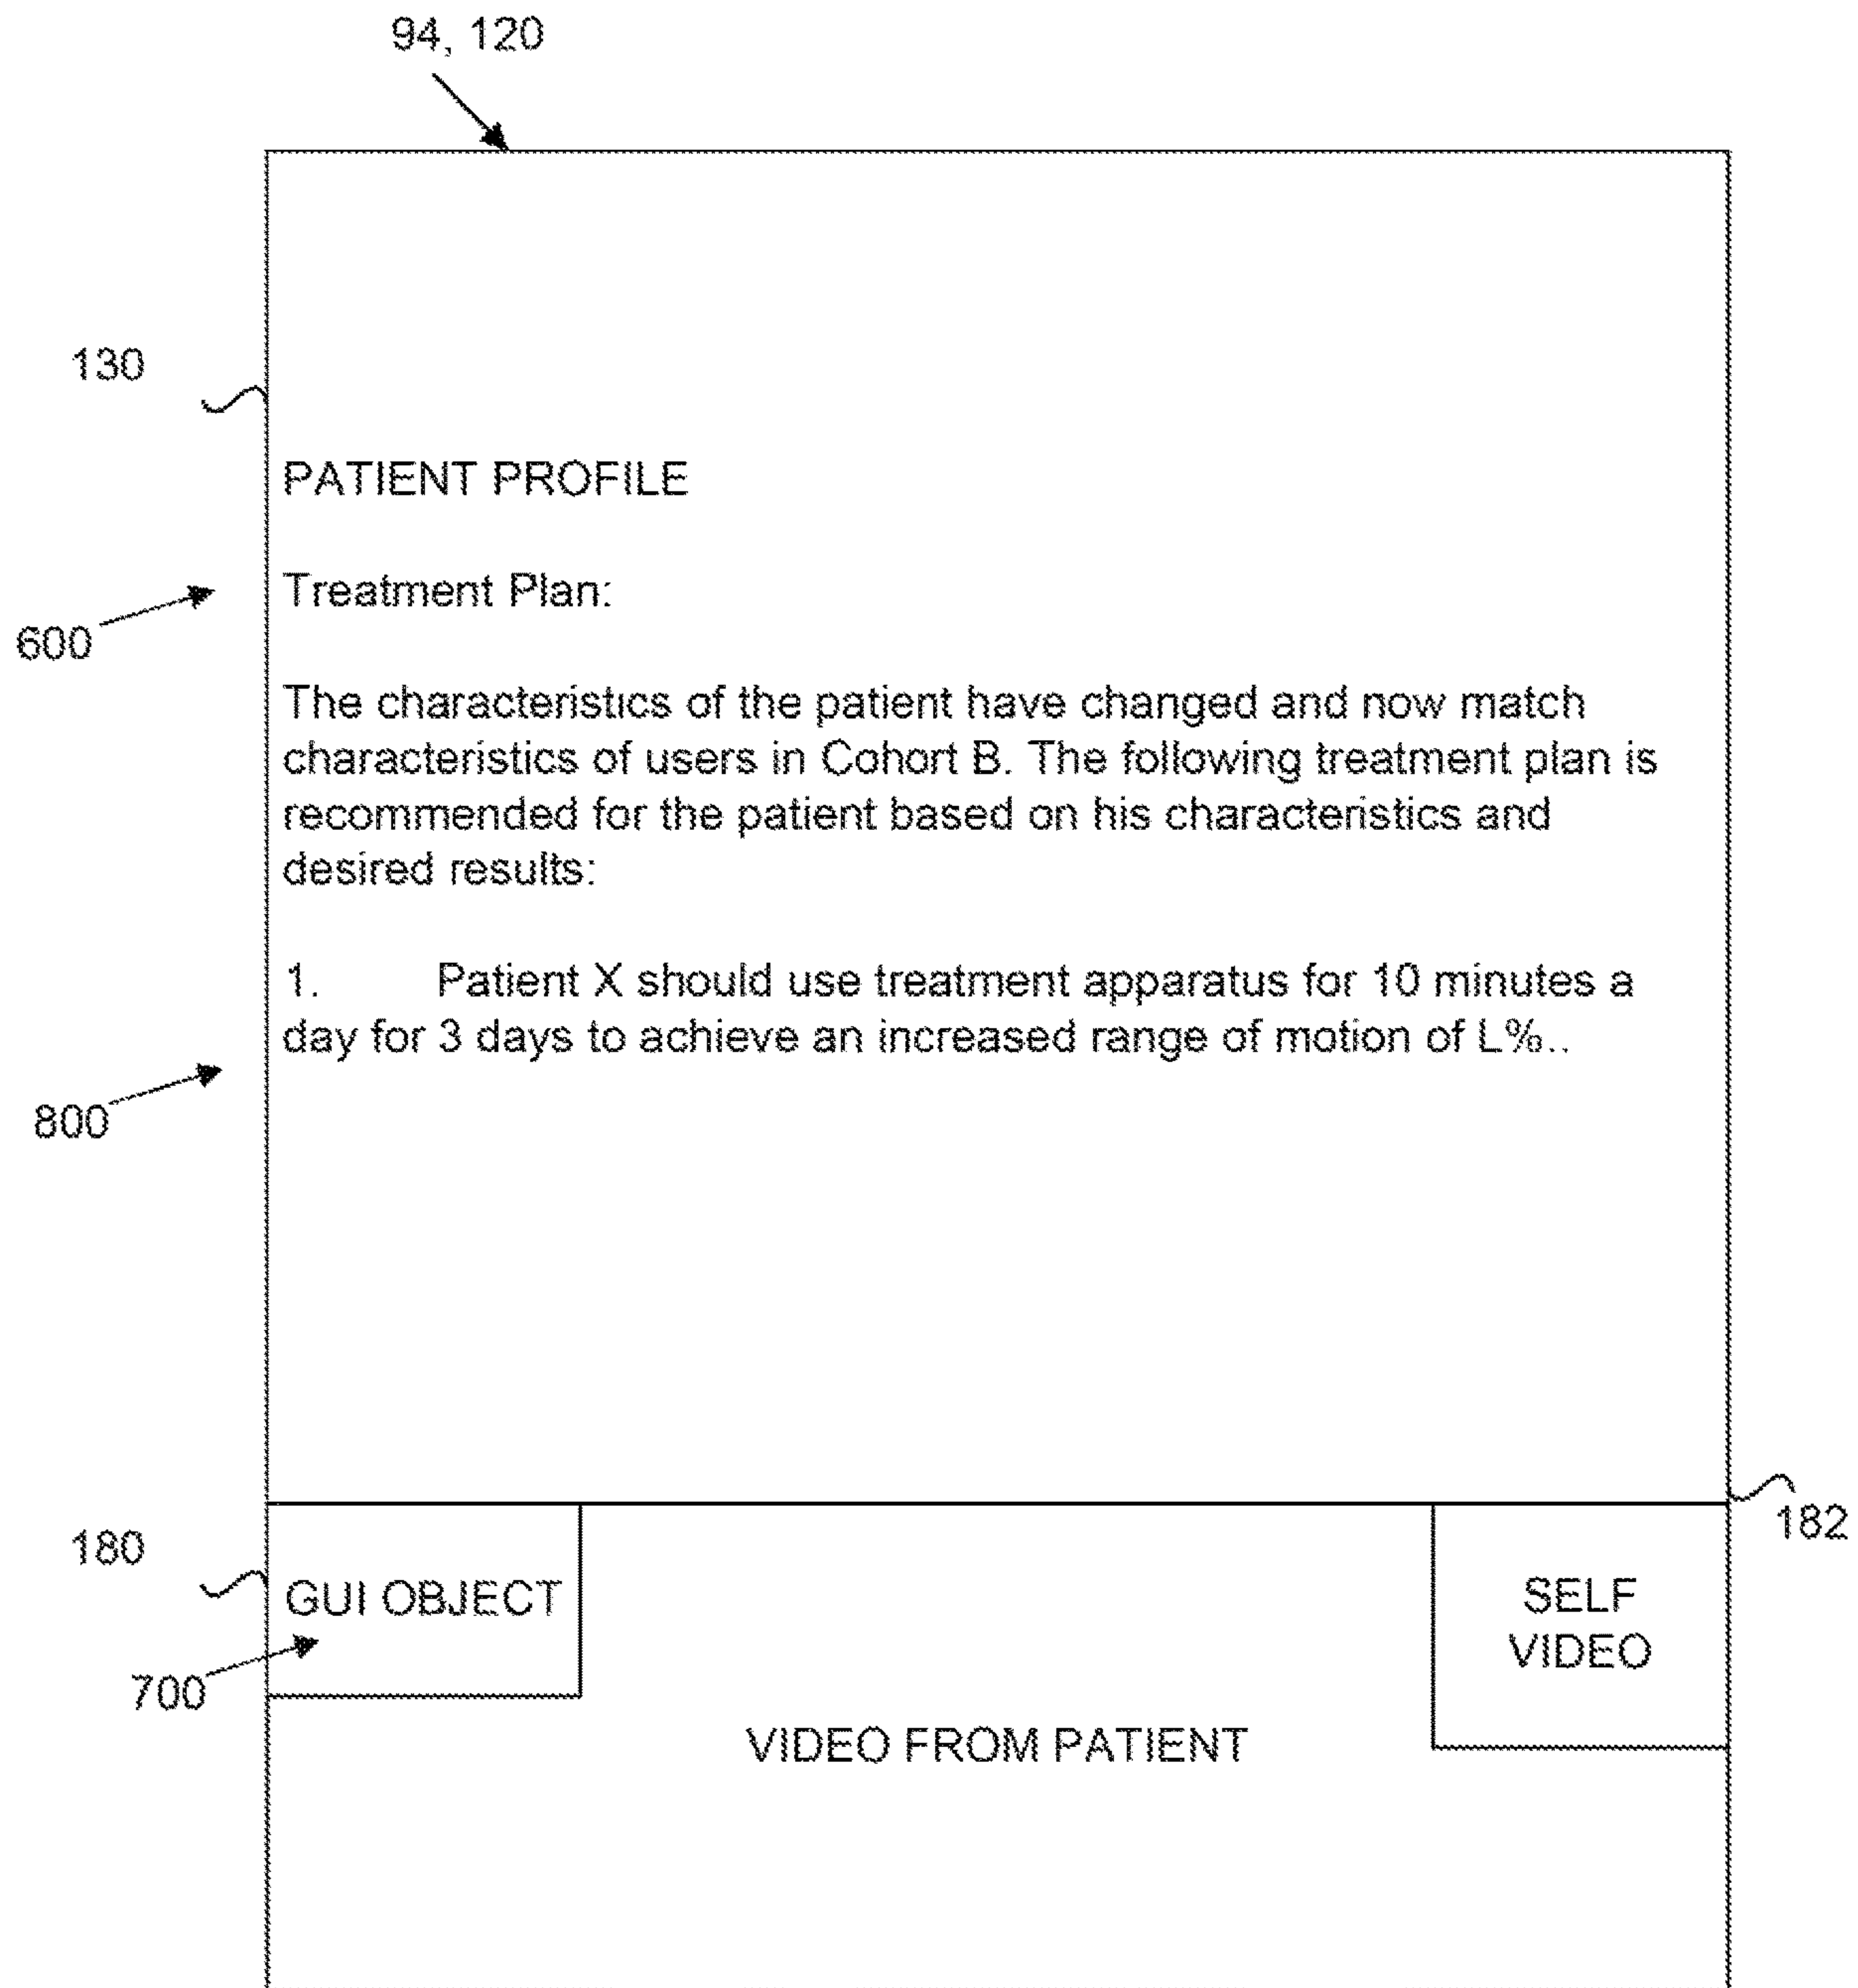 94, 120
130
PATIENT PROFILE
Treatment Plan:
600
The characteristics of the patient have changed and now match
characteristics of users in Cohort B. The following treatment plan is
recommended for the patient based on his characteristics and
desired results:
1. Patient X should use treatment apparatus for 10 minutes a
day for 3 days to achieve an increased range of motion of L%..
800
182
180
GUI OBJECT
SELF
VIDEO
700
VIDEO FROM PATIENT